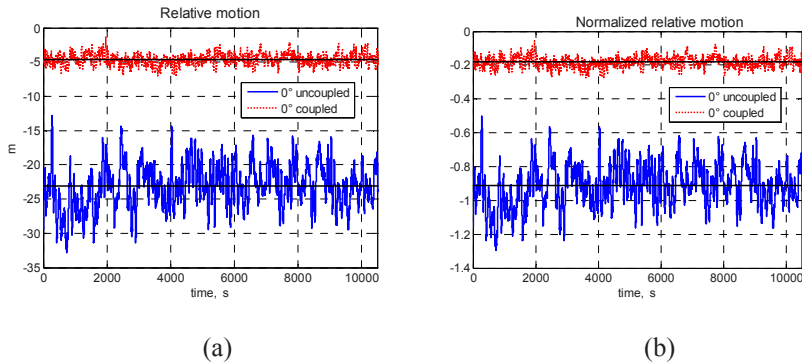 Relative motion
0
-5
-10
-15
-20
-25
-30
-35
m
0° uncoupled
0° coupled
0 2000 4000 6000 8000 10000
time, s
(a)
Normalized relative motion
0
-0.2
-0.4
-0.6
-0.8
-1
-1.2
-1.4
0° uncoupled
0° coupled
0 2000 4000 6000 8000 10000
time, s
(b)